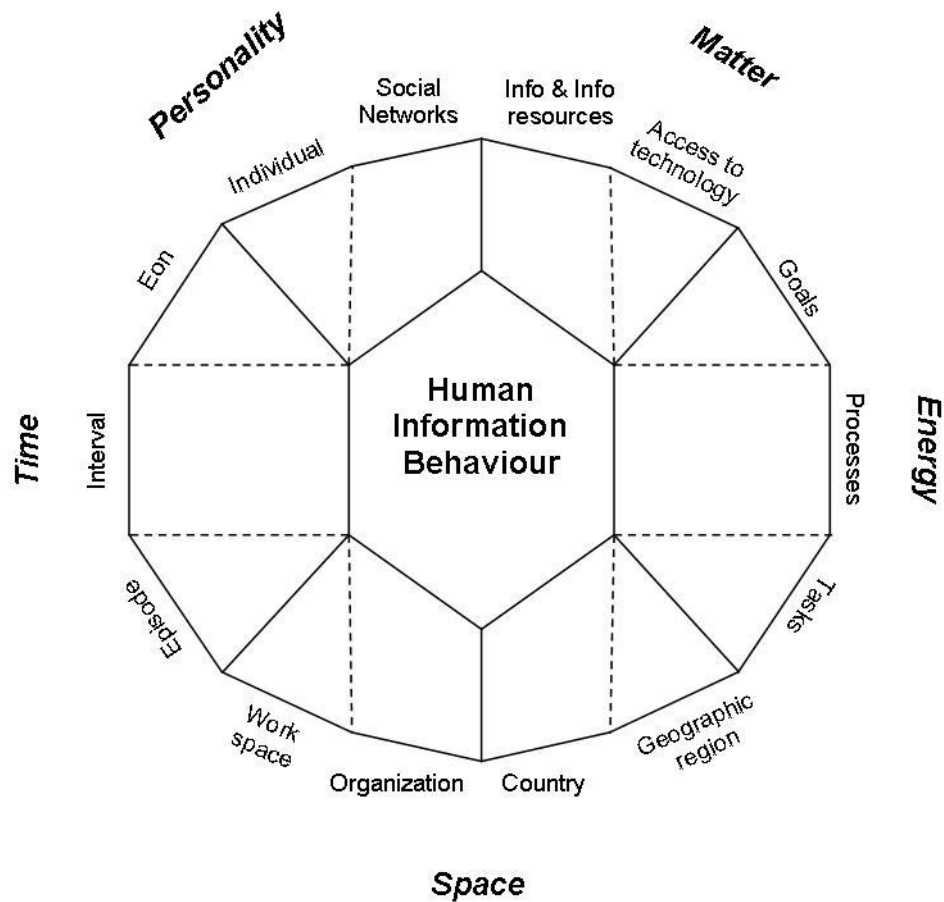 Personality
Matter
Social
Networks
Info & Info
resources
Individual
Access to
technology
Eon
Goals
Time
Interval
Human
Information
Behaviour
Processes
Energy
Episode
Tasks
Work
space
Geographic
region
Organization
Country
Space